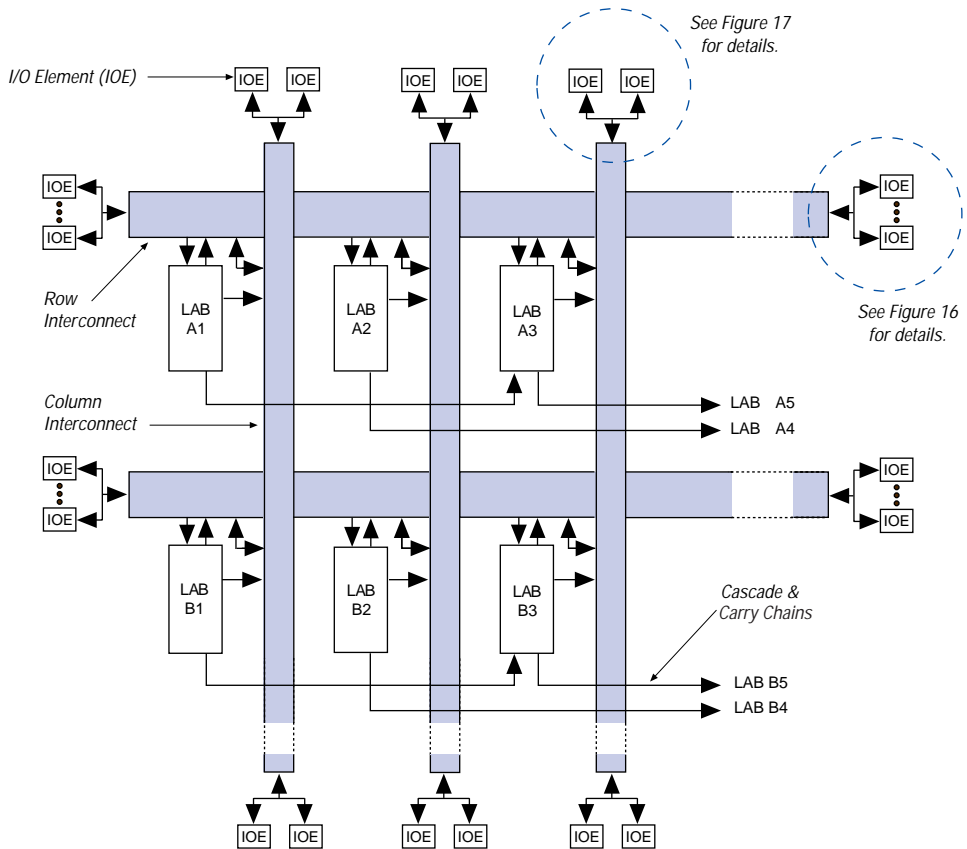 See Figure 17
for details.
I/O Element (IOE)
IOE IOE IOE IOE IOE IOE
IOE IOE
IOE IOE
Row
Interconnect
LAB
A1
LAB
A2
LAB
A3
See Figure 16
for details.
Column
Interconnect
LAB A5
LAB A4
IOE IOE
IOE IOE
LAB
B1
LAB
B2
LAB
B3
Cascade &
Carry Chains
LAB B5
LAB B4
IOE IOE IOE IOE IOE IOE